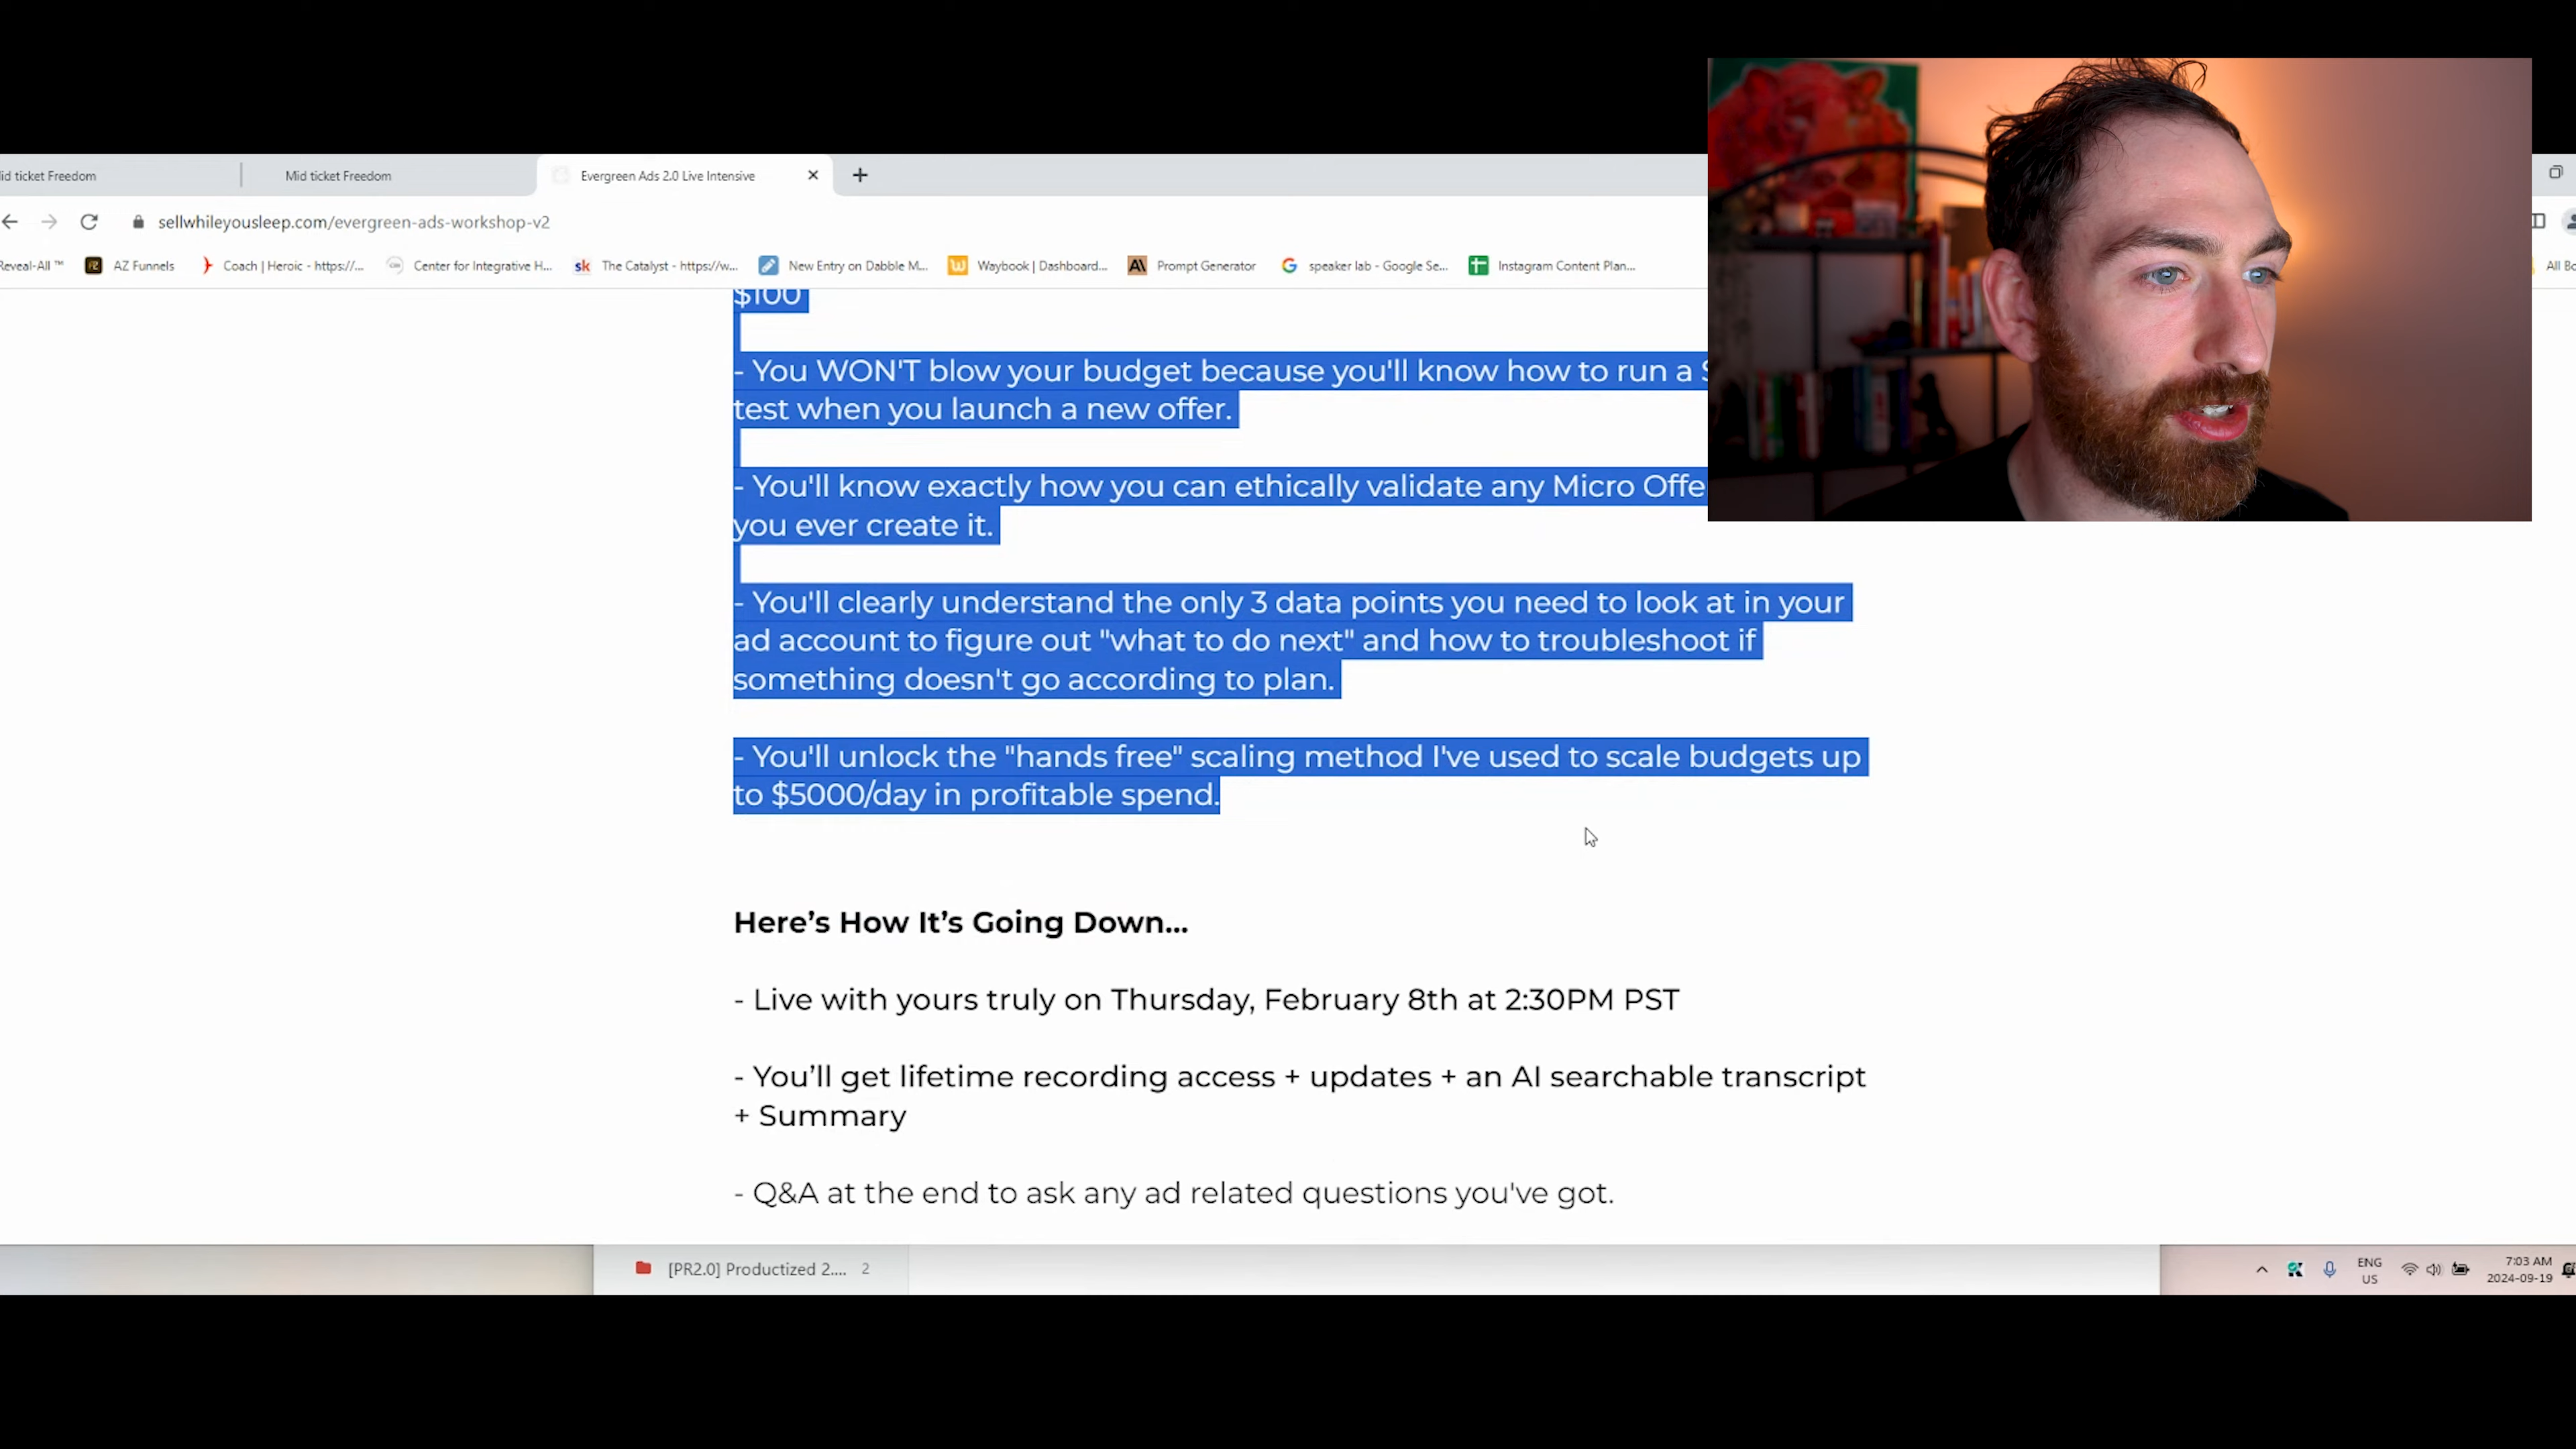 id ticket Freedom
Mid ticket Freedom
Evergreen Ads 2.0 Live Intensive
sellwhileyousleep.com/evergreen-ads-workshop-v2
Reveal-All ™
AZ Funnels
Coach | Heroic - https://...
Center for Integrative H...
sk
The Catalyst - https://w...
New Entry on Dabble M...
Waybook | Dashboard...
Prompt Generator
speaker lab - Google Se...
Instagram Content Plan...
All Bo
$100
- You WON'T blow your budget because you'll know how to run a
test when you launch a new offer.
- You'll know exactly how you can ethically validate any Micro Offe
you ever create it.
- You'll clearly understand the only 3 data points you need to look at in your
ad account to figure out "what to do next" and how to troubleshoot if
something doesn't go according to plan.
- You'll unlock the "hands free" scaling method I've used to scale budgets up
to $5000/day in profitable spend.
Here’s How It’s Going Down...
- Live with yours truly on Thursday, February 8th at 2:30PM PST
- You’ll get lifetime recording access + updates + an AI searchable transcript
+ Summary
- Q&A at the end to ask any ad related questions you've got.
[PR2.0] Productized 2.... 2
ENG
US
7:03 AM
2024-09-19